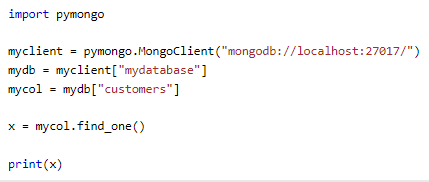 import pymongo
myclient = pymongo.MongoClient("mongodb://localhost:27017/")
mydb = myclient["mydatabase"]
mycol = mydb["customers"]
x = mycol.find_one()
print(x)